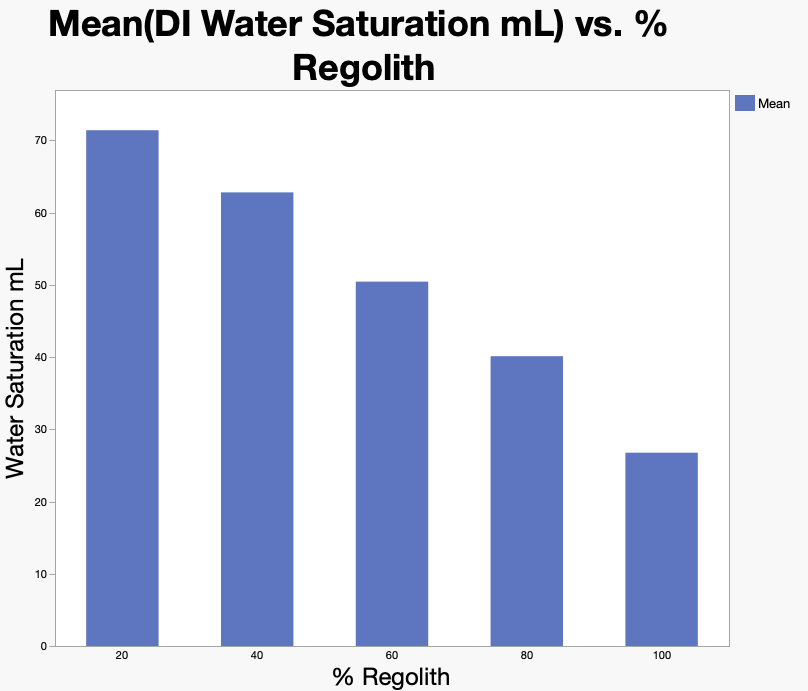 Mean(DI Water Saturation mL) vs. %
Regolith
Mean
Water Saturation mL
70
60
50
40
30
20
10
0
20 40 60 80 100
% Regolith